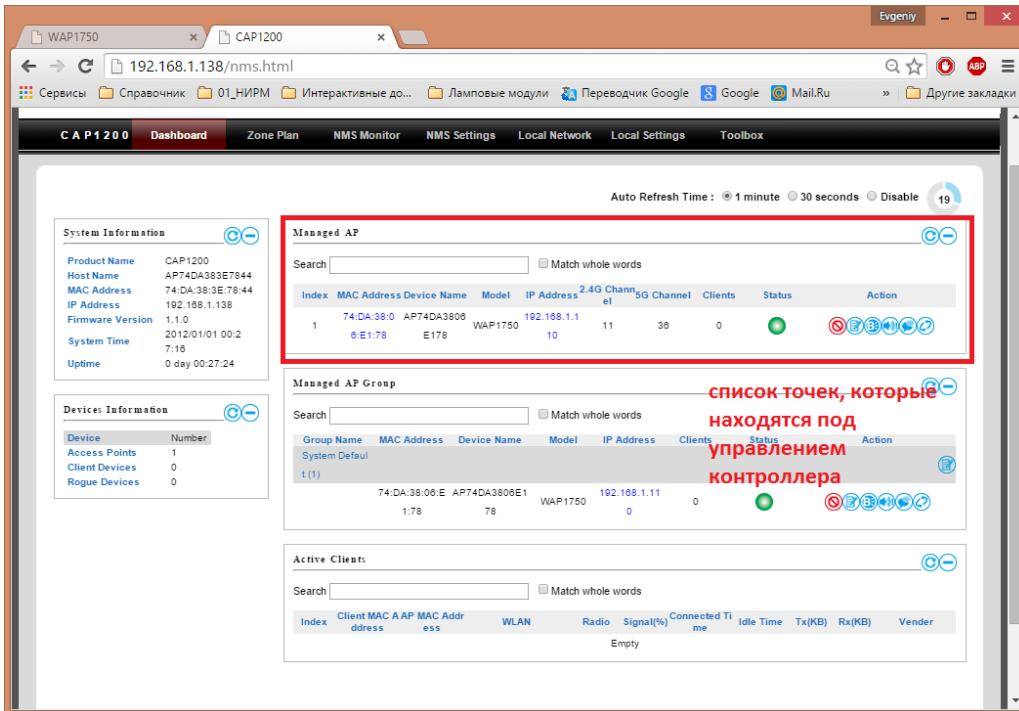 Evgeniy
WAP1750
CAP1200
192.168.1.138/nms.html
ABP
Сервисы Справочник 01_НИРМ Интерактивные до... Ламповые модули Переводчик Google 8 Google Mail.Ru » Другие закладки
CAP1200 Dashboard Zone Plan NMS Monitor NMS Settings Local Network Local Settings Toolbox
Auto Refresh Time : 1 minute 30 seconds Disable 19
System Information
Product Name CAP1200
Host Name AP74DA383E7844
MAC Address 74:DA:38:3E:78:44
IP Address 192.168.1.138
Firmware Version 1.1.0
System Time 2012/01/01 00:2
7:16
Uptime 0 day 00:27:24
Devices Information
Device Number
Access Points 1
Client Devices 0
Rogue Devices 0
Managed AP
Search Match whole words
Index MAC Address Device Name Model IP Address 2.4G Chann
el 5G Channel Clients Status Action
1 74:DA:38:0 AP74DA3806 WAP1750 192.168.1.1 11 36 0
6:E1:78 E178 10
Managed AP Group
Search Match whole words
Group Name MAC Address Device Name Model IP Address Clients Status Action
System Defaul
t (1)
74:DA:38:06:E AP74DA3806E1 WAP1750 192.168.1.11 0
1:78 78 0
список точек, которые
находятся под
управлением
контроллера
Active Clients
Search Match whole words
Index Client MAC A AP MAC Addr WLAN Radio Signal(%) Connected Ti Idle Time Tx(KB) Rx(KB) Vender
ddress ess me
Empty